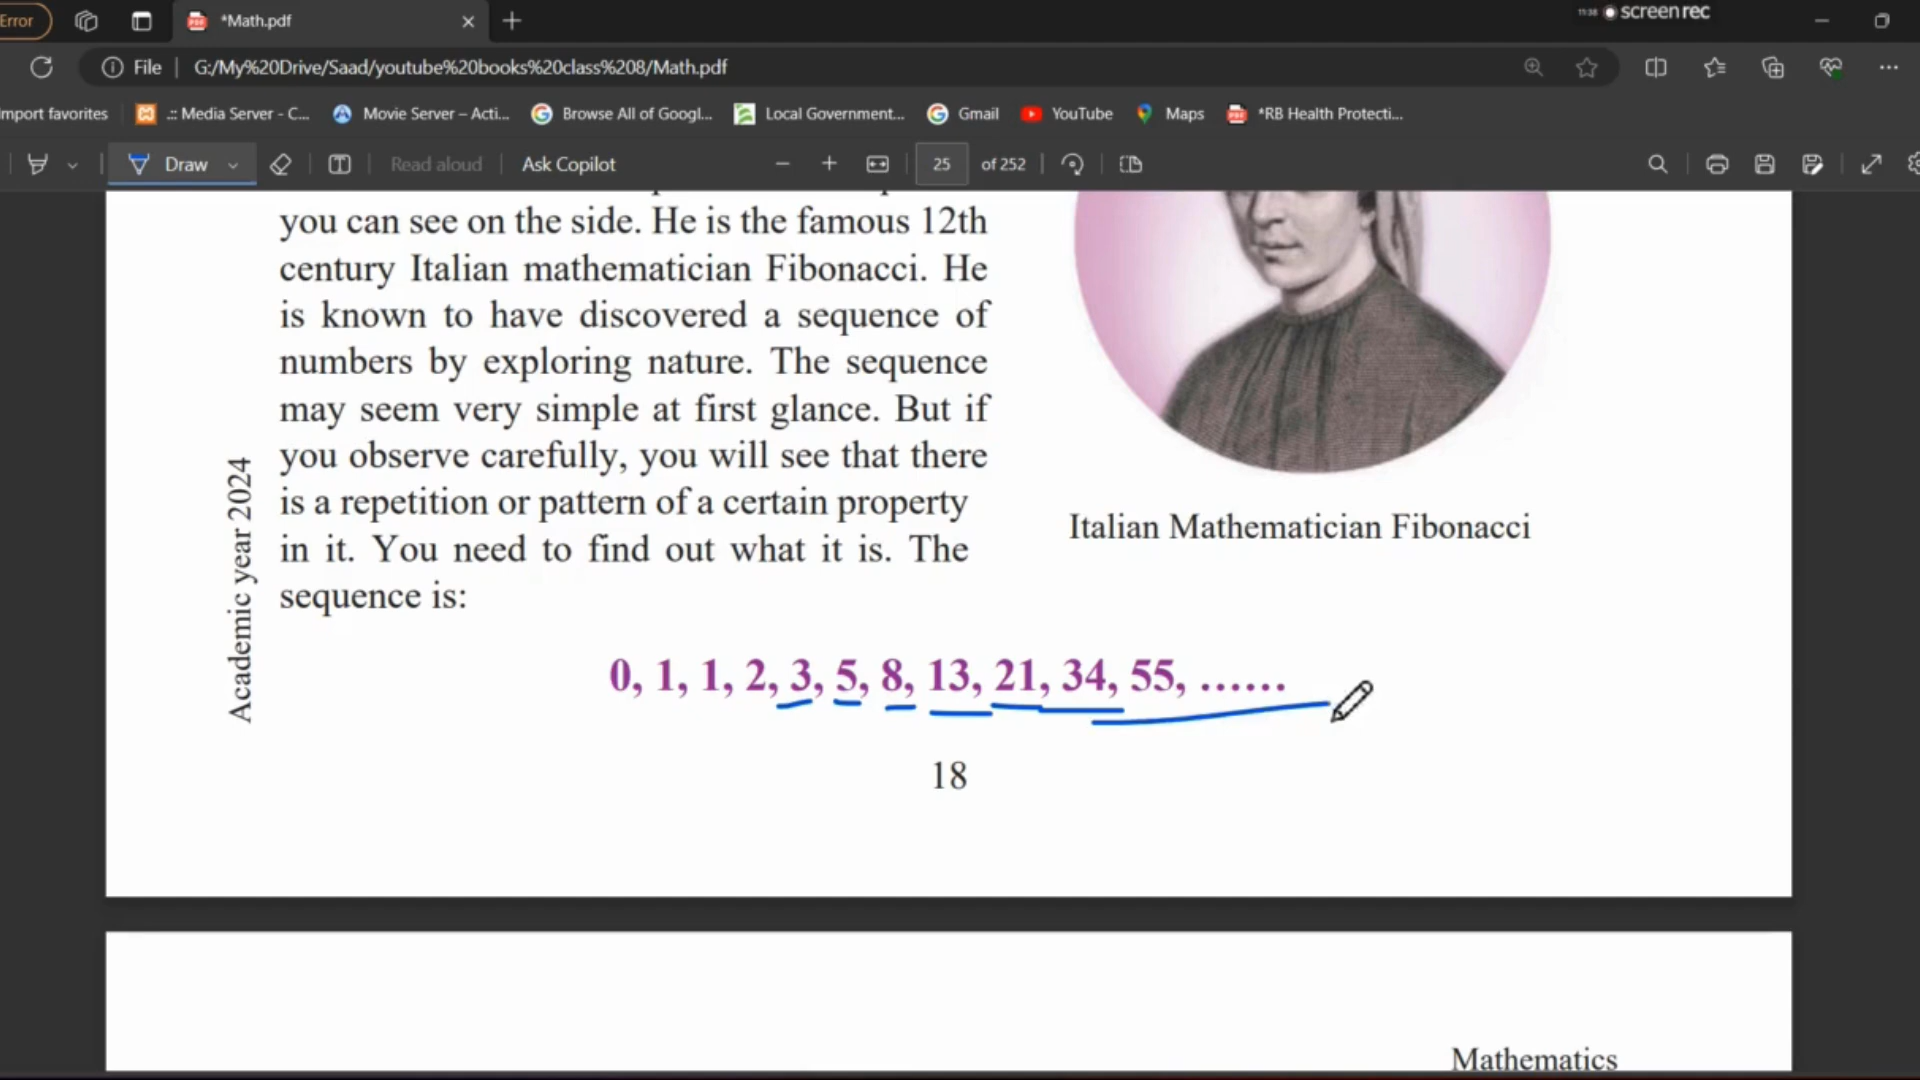 Error
*Math.pdf
11:38 screenrec
File
G:/My%20Drive/Saad/youtube%20books%20class%208/Math.pdf
mport favorites
.:: Media Server - C...
Movie Server – Acti...
Browse All of Googl...
Local Government...
Gmail
YouTube
Maps
*RB Health Protecti...
Draw
Read aloud
Ask Copilot
25 of 252
you can see on the side. He is the famous 12th
century Italian mathematician Fibonacci. He
is known to have discovered a sequence of
numbers by exploring nature. The sequence
may seem very simple at first glance. But if
you observe carefully, you will see that there
is a repetition or pattern of a certain property
in it. You need to find out what it is. The
sequence is:
Italian Mathematician Fibonacci
Academic year 2024
0, 1, 1, 2, 3, 5, 8, 13, 21, 34, 55, ......
18
Mathematics